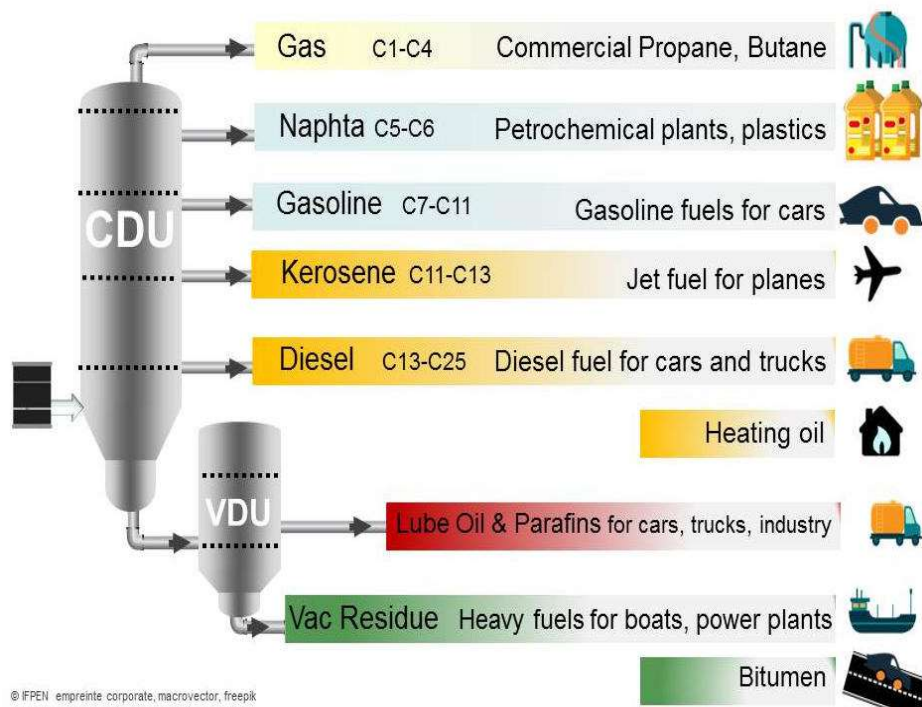 Gas C1-C4 Commercial Propane, Butane
Naphta C5-C6 Petrochemical plants, plastics
Gasoline C7-C11 Gasoline fuels for cars
CDU
Kerosene C11-C13 Jet fuel for planes
Diesel C13-C25 Diesel fuel for cars and trucks
Heating oil
VDU
Lube Oil & Parafins for cars, trucks, industry
Vac Residue Heavy fuels for boats, power plants
Bitumen
© IFPEN empreinte corporate, macrovector, freepik